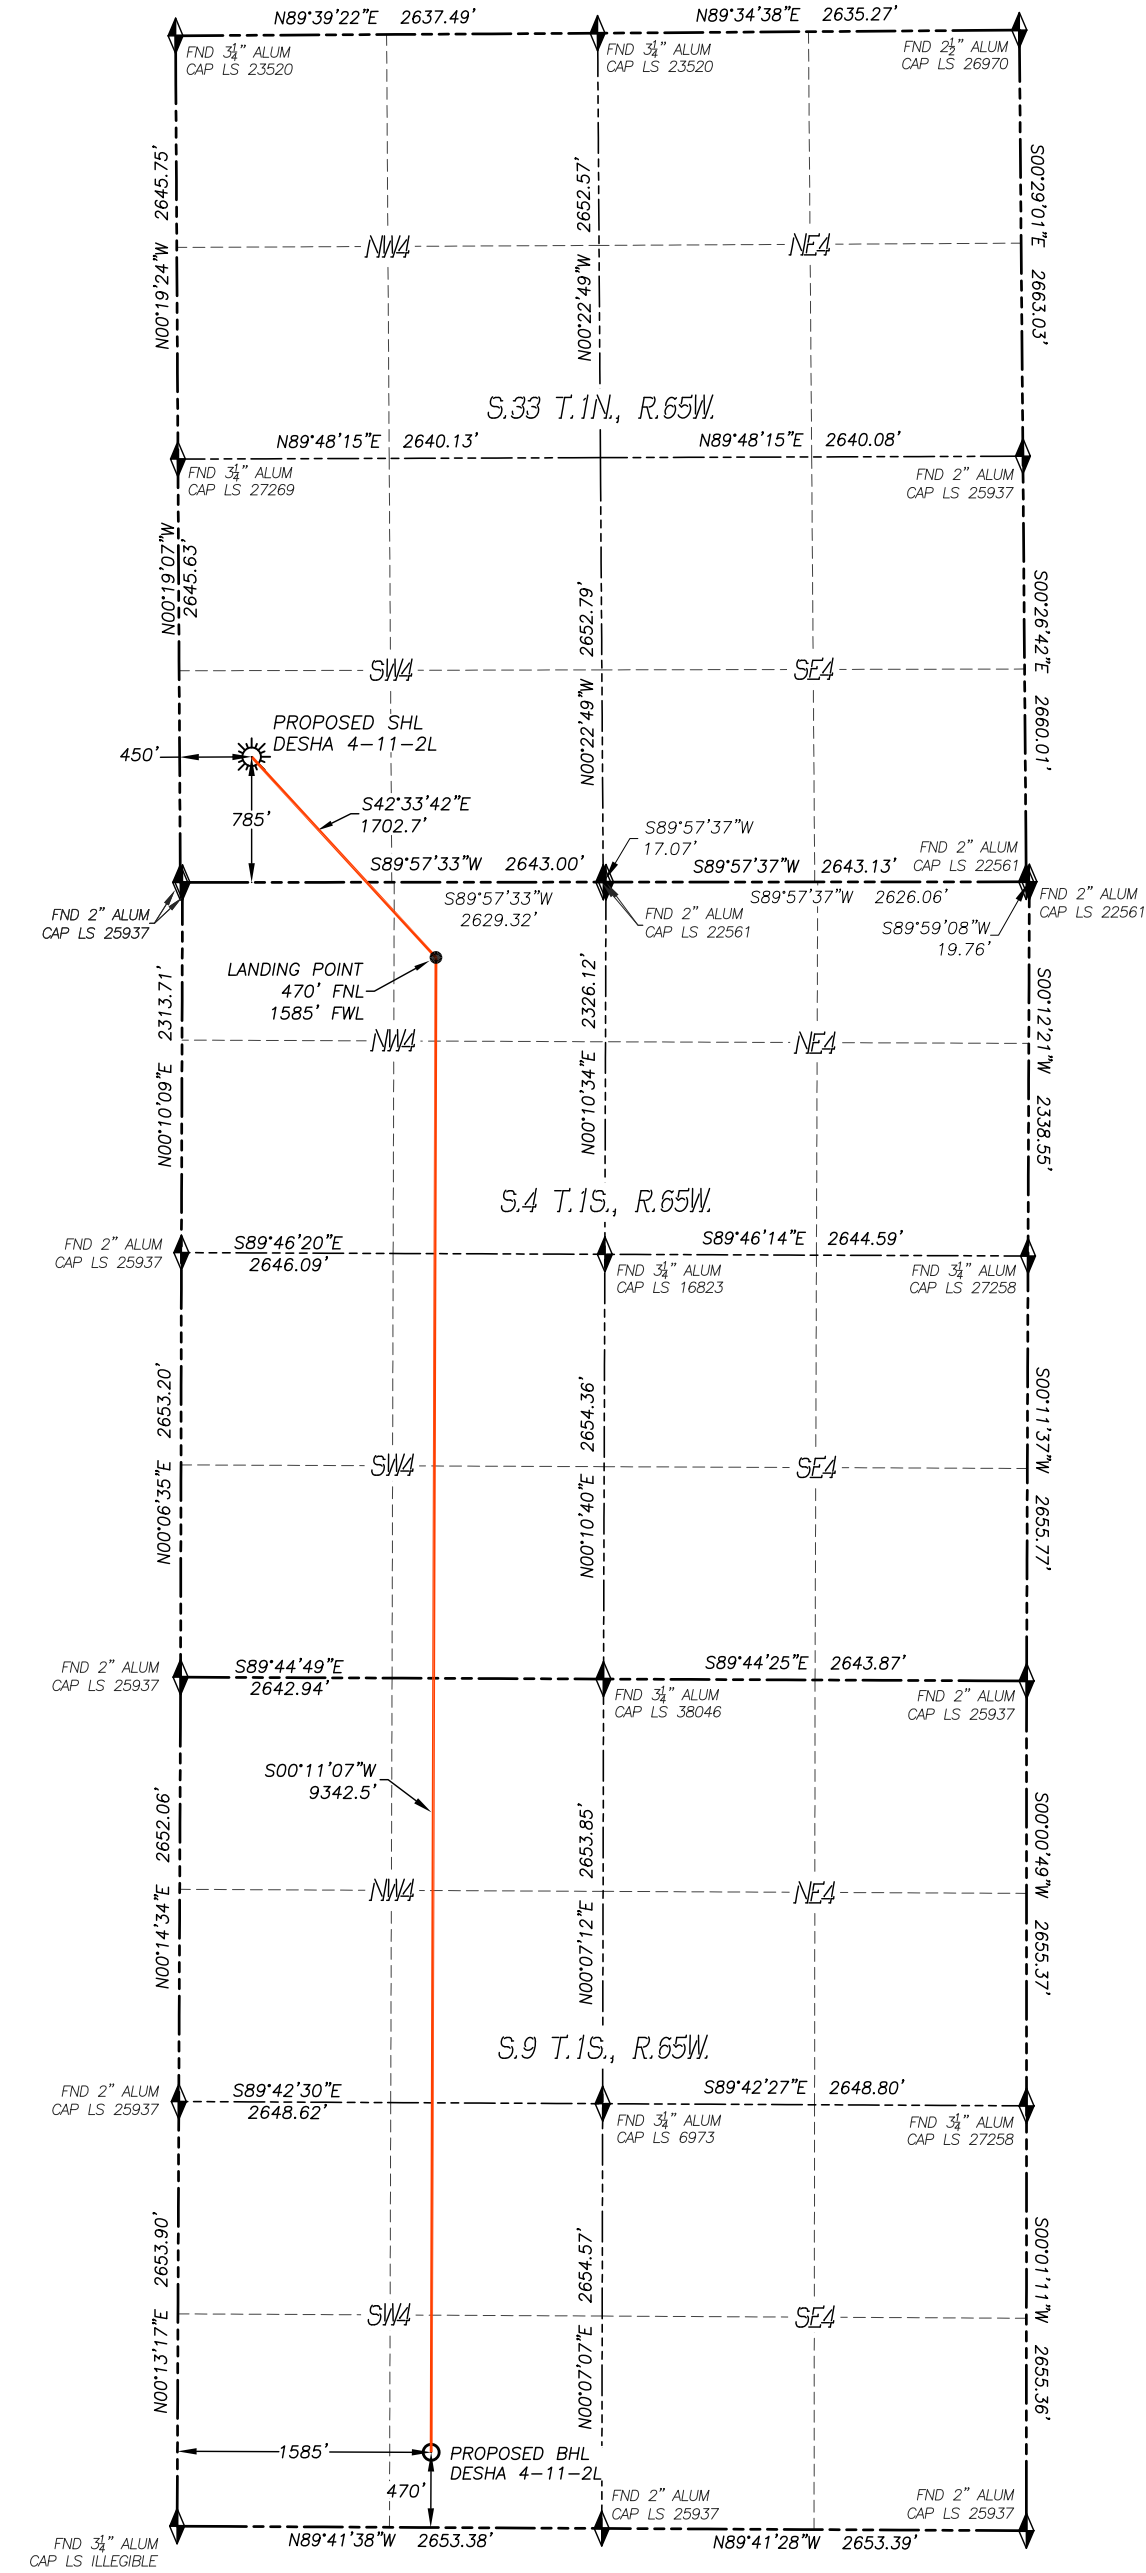 N89°39'22"E 2637.49'
N89°34'38"E 2635.27'
FND 3¼" ALUM
CAP LS 23520
FND 3¼" ALUM
CAP LS 23520
FND 2½" ALUM
CAP LS 26970
N00°19'24"W 2645.75'
N00°22'49"W 2652.57'
S00°29'01"E 2663.03'
NW4
NE4
S.33 T.1N., R.65W.
N89°48'15"E 2640.13'
N89°48'15"E 2640.08'
FND 3¼" ALUM
CAP LS 27269
FND 2" ALUM
CAP LS 25937
N00°19'07"W
2645.63'
N00°22'49"W 2652.79'
S00°26'42"E 2660.01'
SW4
SE4
PROPOSED SHL
DESHA 4-11-2L
450'
785'
S42°33'42"E
1702.7'
S89°57'37"W
17.07'
S89°57'33"W 2643.00'
S89°57'37"W 2643.13'
FND 2" ALUM
CAP LS 22561
S89°57'33"W
2629.32'
S89°57'37"W 2626.06'
FND 2" ALUM
CAP LS 22561
FND 2" ALUM
CAP LS 25937
FND 2" ALUM
CAP LS 22561
S89°59'08"W
19.76'
LANDING POINT
470' FNL
1585' FWL
N00°10'09"E 2313.71'
N00°10'34"E 2326.12'
S00°12'21"W 2338.55'
NW4
NE4
S.4 T.1S., R.65W.
FND 2" ALUM
CAP LS 25937
S89°46'20"E
2646.09'
S89°46'14"E 2644.59'
FND 3¼" ALUM
CAP LS 16823
FND 3¼" ALUM
CAP LS 27258
N00°06'35"E 2653.20'
N00°10'40"E 2654.36'
S00°11'37"W 2655.77'
SW4
SE4
FND 2" ALUM
CAP LS 25937
S89°44'49"E
2642.94'
S89°44'25"E 2643.87'
FND 3¼" ALUM
CAP LS 38046
FND 2" ALUM
CAP LS 25937
S00°11'07"W
9342.5'
N00°14'34"E 2652.06'
N00°07'12"E 2653.85'
S00°00'49"W 2655.37'
NW4
NE4
S.9 T.1S., R.65W.
FND 2" ALUM
CAP LS 25937
S89°42'30"E
2648.62'
S89°42'27"E 2648.80'
FND 3¼" ALUM
CAP LS 6973
FND 3¼" ALUM
CAP LS 27258
N00°13'17"E 2653.90'
N00°07'07"E 2654.57'
S00°01'11"W 2655.36'
SW4
SE4
1585'
PROPOSED BHL
DESHA 4-11-2L
470'
FND 2" ALUM
CAP LS 25937
FND 2" ALUM
CAP LS 25937
N89°41'38"W 2653.38'
N89°41'28"W 2653.39'
FND 3¼" ALUM
CAP LS ILLEGIBLE